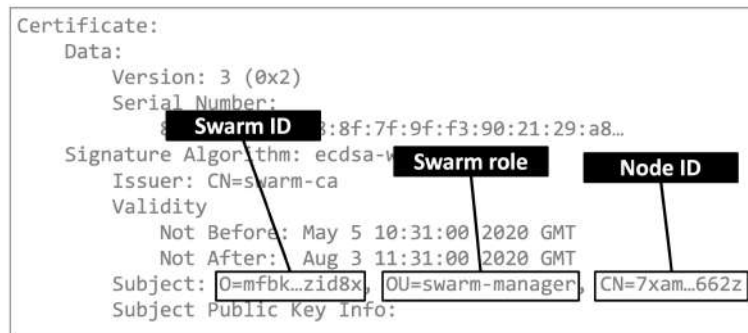 Certificate:
Data:
Version: 3 (0x2)
Serial Number:
Swarm ID
:8f:7f:9f:f3:90:21:29:a8…
Signature Algorithm: ecdsa-w
Swarm role
Node ID
Issuer: CN=swarm-ca
Validity
Not Before: May 5 10:31:00 2020 GMT
Not After: Aug 3 11:31:00 2020 GMT
Subject: O=mfbk…zid8x, OU=swarm-manager, CN=7xam…662z
Subject Public Key Info: